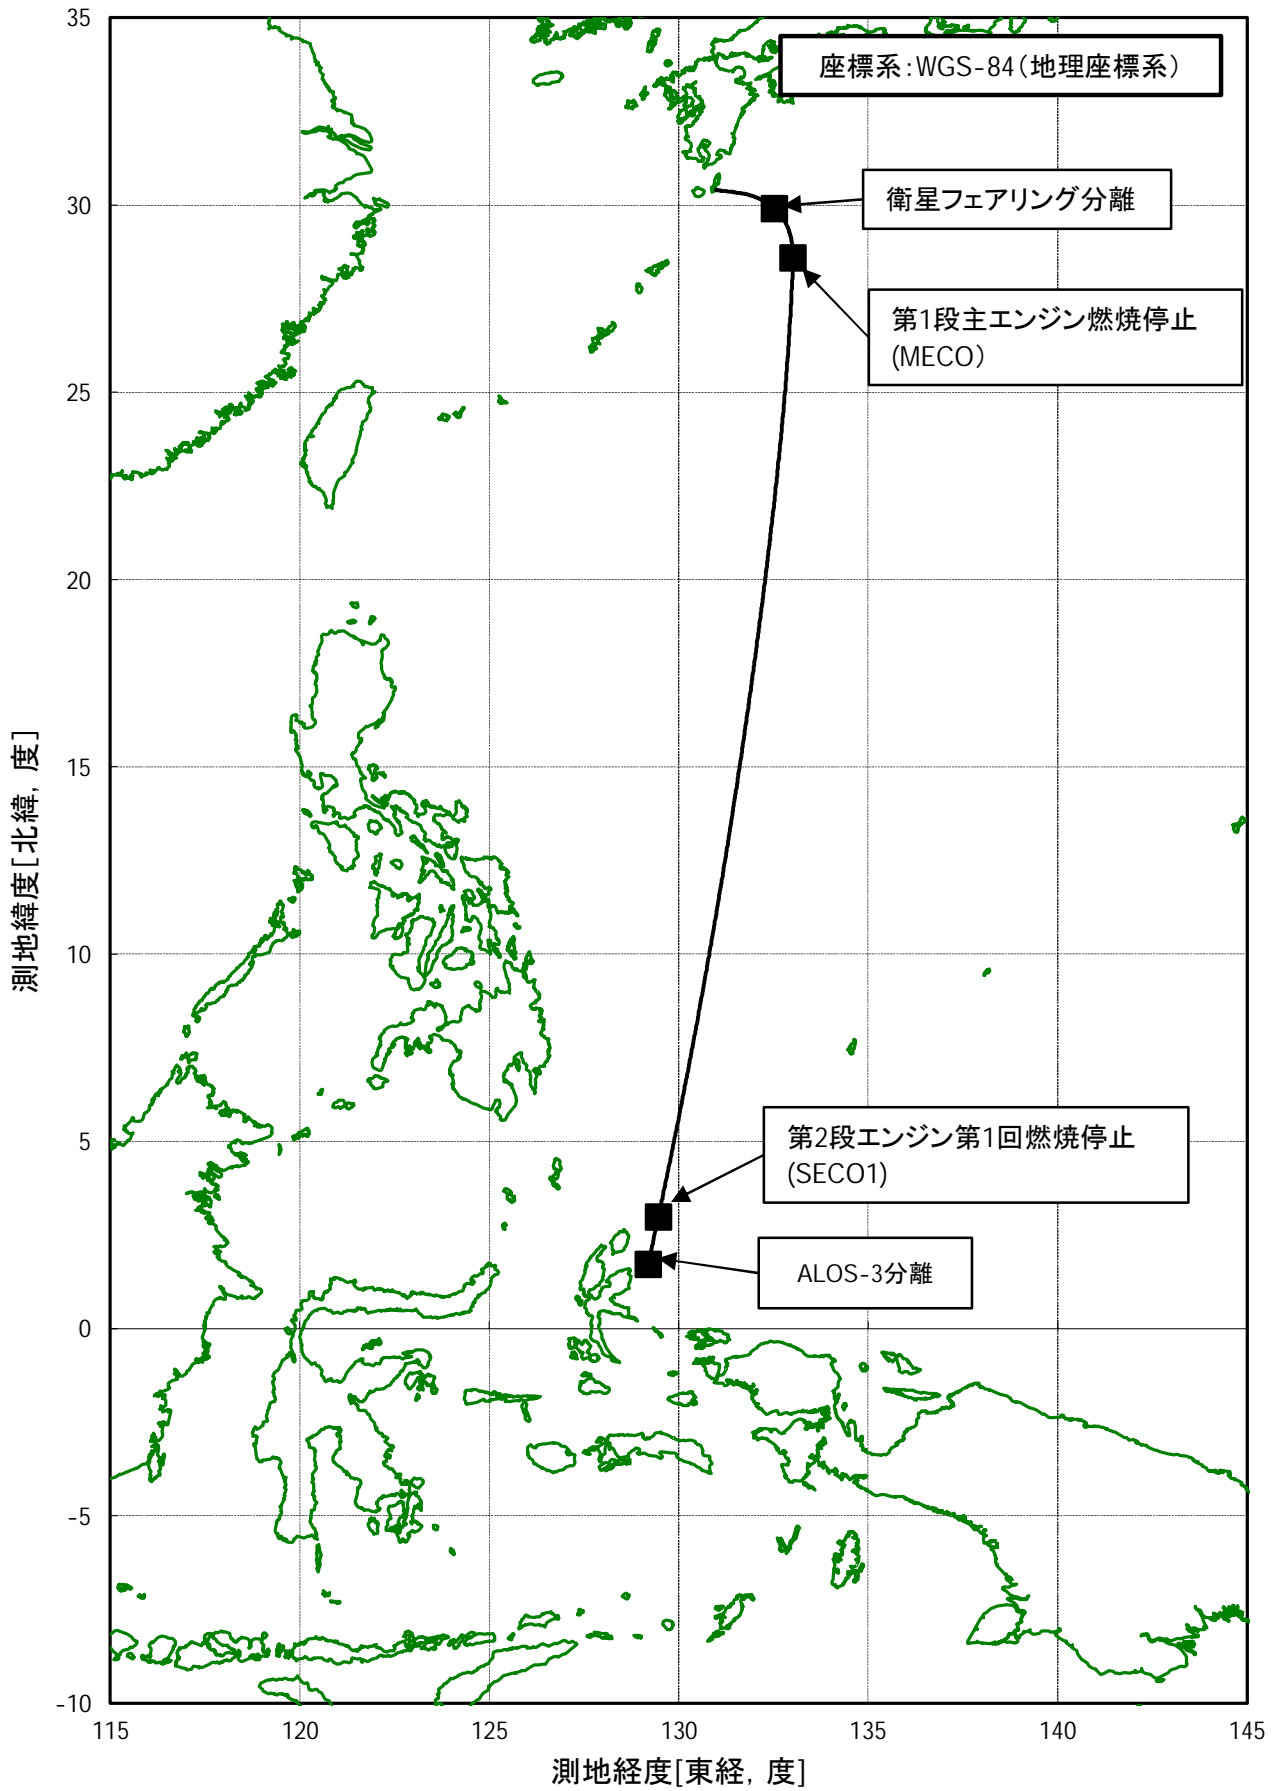 座標系:WGS-84(地理座標系)
衛星フェアリング分離
第1段主エンジン燃焼停止
(MECO)
第2段エンジン第1回燃焼停止
(SECO1)
ALOS-3分離
測地緯度[北緯, 度]
35
30
25
20
15
10
5
0
-5
-10
115
120
125
130
135
140
145
測地経度[東経, 度]